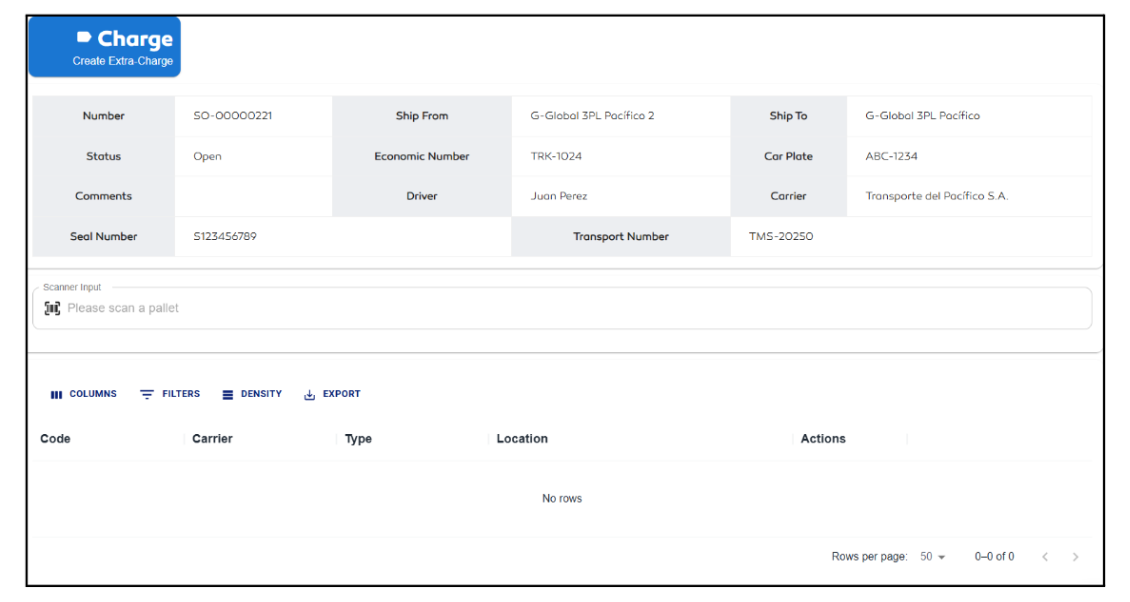 Charge
Create Extra-Charge
Number SO-00000221 Ship From G-Global 3PL Pacífico 2 Ship To G-Global 3PL Pacífico
Status Open Economic Number TRK-1024 Car Plate ABC-1234
Comments Driver Juan Perez Carrier Transporte del Pacífico S.A.
Seal Number S123456789 Transport Number TMS-20250
Scanner Input
Please scan a pallet
COLUMNS FILTERS DENSITY EXPORT
Code Carrier Type Location Actions
No rows
Rows per page: 50 0–0 of 0